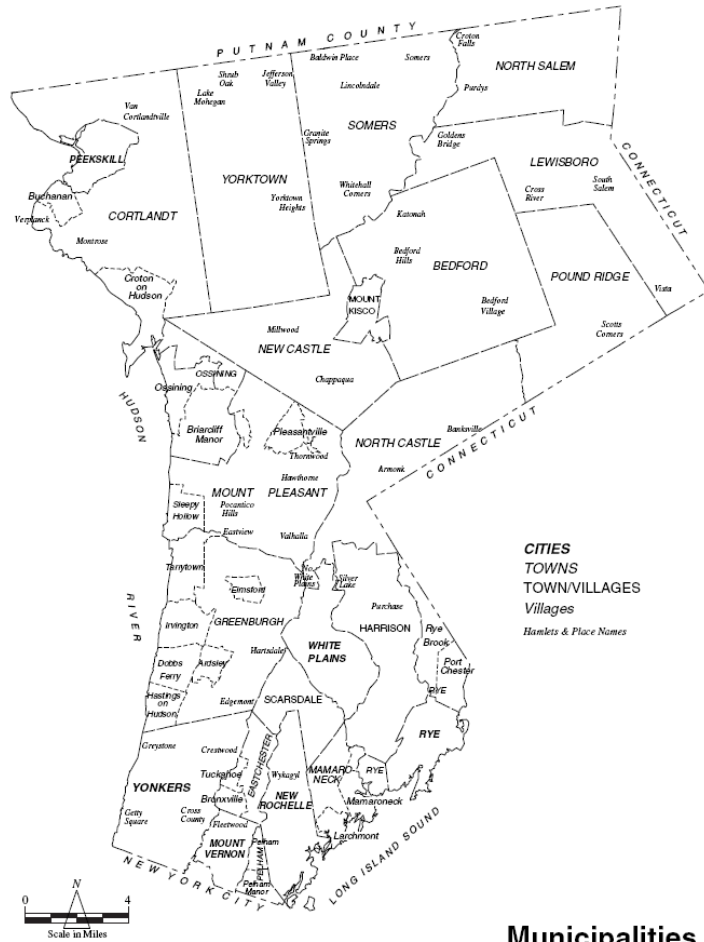 PUTNAM COUNTY
Baldwin Place
Somers
Croton
Falls
NORTH SALEM
Shrub
Oak
Jefferson
Valley
Lake
Mohegan
Lincolndale
Purdys
Van
Cortlandtville
SOMERS
Granite
Springs
Goldens
Bridge
PEEKSKILL
LEWISBORO
CONNECTICUT
YORKTOWN
Whitehall
Corners
Cross
River
South
Salem
Buchanan
Verplanck
CORTLANDT
Yorktown
Heights
Katonah
Montrose
Bedford
Hills
BEDFORD
POUND RIDGE
Croton
on
Hudson
MOUNT
KISCO
Bedford
Village
Vista
Millwood
NEW CASTLE
Scotts
Corners
Chappaqua
OSSINING
Ossining
HUDSON
Briarcliff
Manor
Pleasantville
NORTH CASTLE
Banksville
CONNECTICUT
Thornwood
Armonk
Hawthorne
MOUNT PLEASANT
Sleepy
Hollow
Pocantico
Hills
Eastview
Valhalla
Tarrytown
No.
White
Plains
Silver
Lake
Elmsford
CITIES
TOWNS
TOWN/VILLAGES
Villages
Hamlets & Place Names
RIVER
Irvington
GREENBURGH
Purchase
HARRISON
Rye
Brook
Dobbs
Ferry
Ardsley
Hartsdale
WHITE
PLAINS
Port
Chester
RYE
Hastings
on
Hudson
Edgemont
SCARSDALE
RYE
Greystone
Crestwood
EASTCHESTER
Tuckahoe
Wykagyl
MAMARO
NECK
RYE
YONKERS
Bronxville
NEW
ROCHELLE
Mamaroneck
Getty
Square
Cross
County
Fleetwood
Larchmont
MOUNT
VERNON
Pelham
PELHAM
Pelham
Manor
NEW YORK CITY
LONG ISLAND SOUND
N
0
4
Scale in Miles
Municipalities